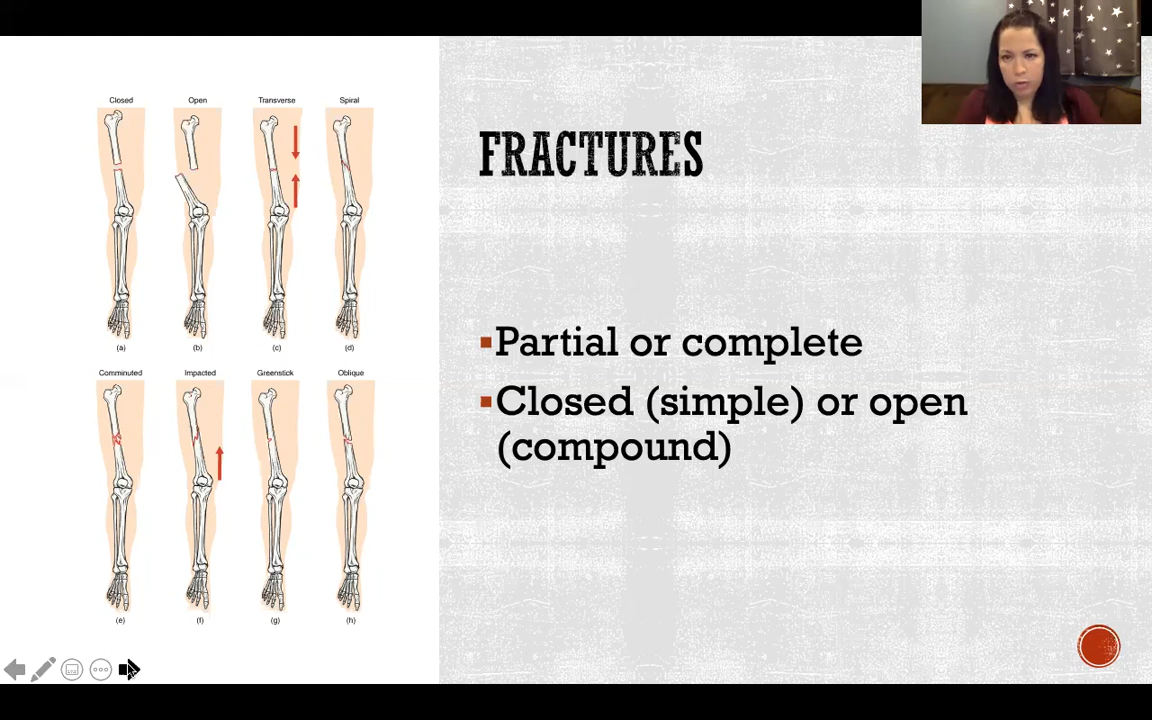 Closed Open Transverse Spiral
(a) (b) (c) (d)
Comminuted Impacted Greenstick Oblique
(e) (f) (g) (h)
FRACTURES
▪Partial or complete
▪Closed (simple) or open
(compound)